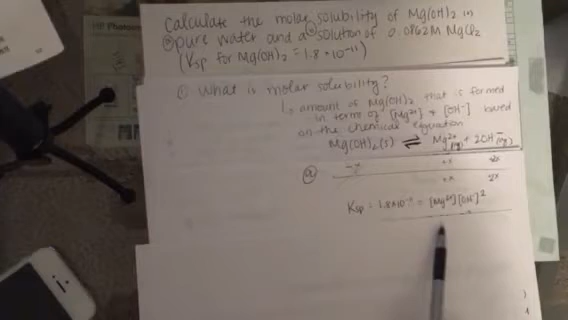 Calculate the molar solubility of Mg(OH)2 in
ⓐ pure water and ⓑ a solution of 0.0862M MgCl2
(Ksp for Mg(OH)2 = 1.8 * 10^-11)
HP Photo
① What is molar solubility?
↳ amount of Mg(OH)2 that is formed
in terms of [Mg2+] & [OH-] based
on the chemical equation
Mg(OH)2(s) ⇌ Mg2+(aq) + 2OH-(aq)
-x +x 2x
ⓐ +x 2x
Ksp = 1.8×10^-11 = [Mg2+][OH-]^2